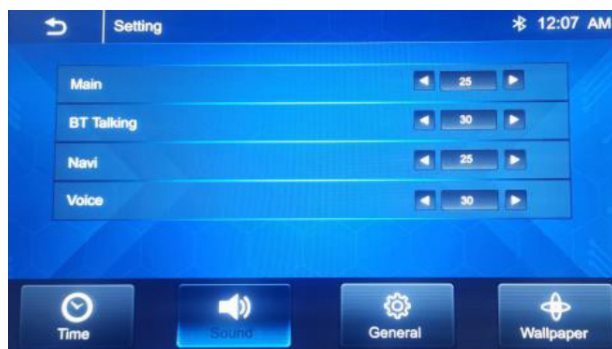 Setting 12:07 AM
Main 25
BT Talking 30
Navi 25
Voice 30
Time Sound General Wallpaper